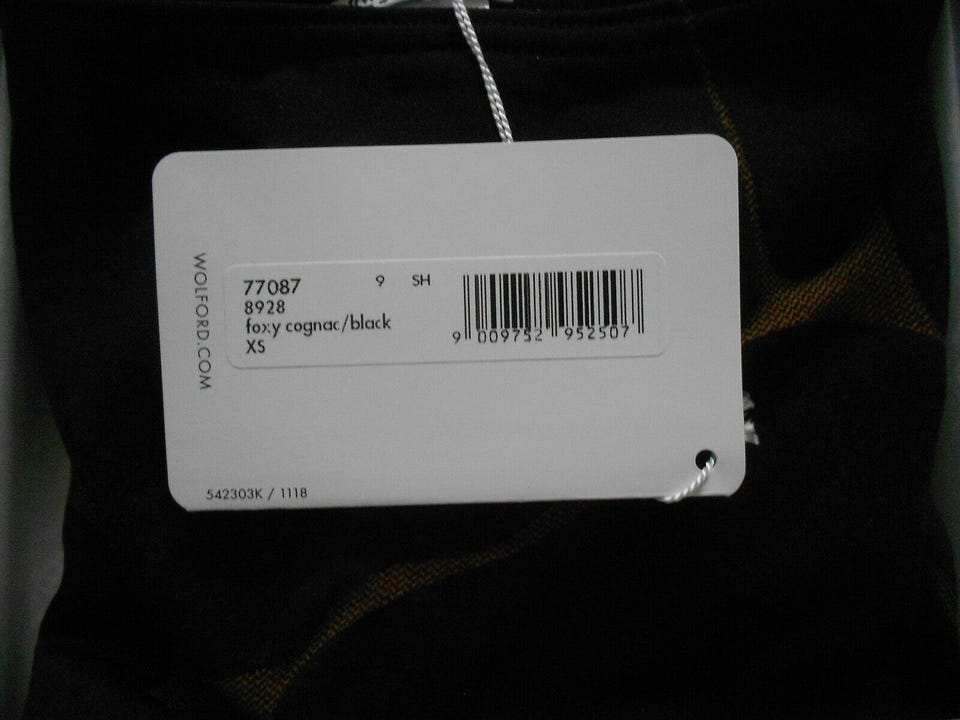 WOLFORD.COM
77087 9 SH
8928
foxy cognac/black
XS
9 009752 952507
542303K / 1118